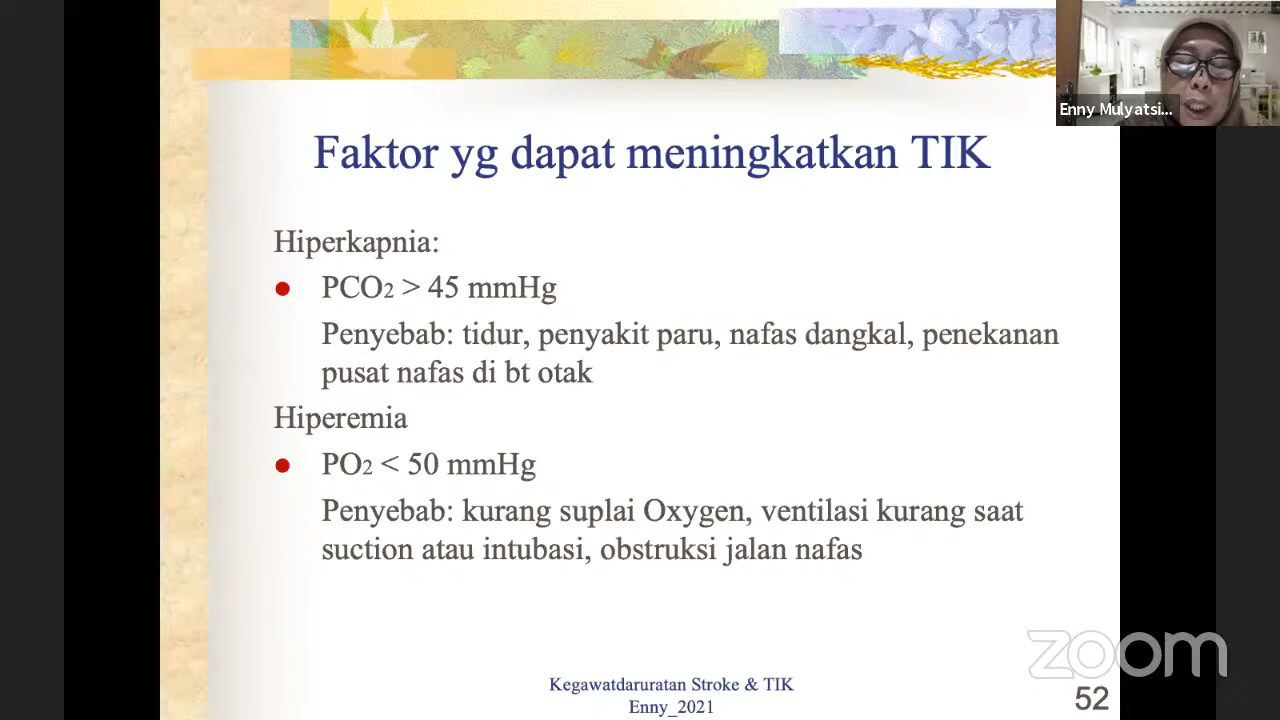 Enny Mulyatsi...
Faktor yg dapat meningkatkan TIK
Hiperkapnia:
● PCO2 > 45 mmHg
Penyebab: tidur, penyakit paru, nafas dangkal, penekanan
pusat nafas di bt otak
Hiperemia
● PO2 < 50 mmHg
Penyebab: kurang suplai Oxygen, ventilasi kurang saat
suction atau intubasi, obstruksi jalan nafas
zoom
Kegawatdaruratan Stroke & TIK
Enny_2021
52